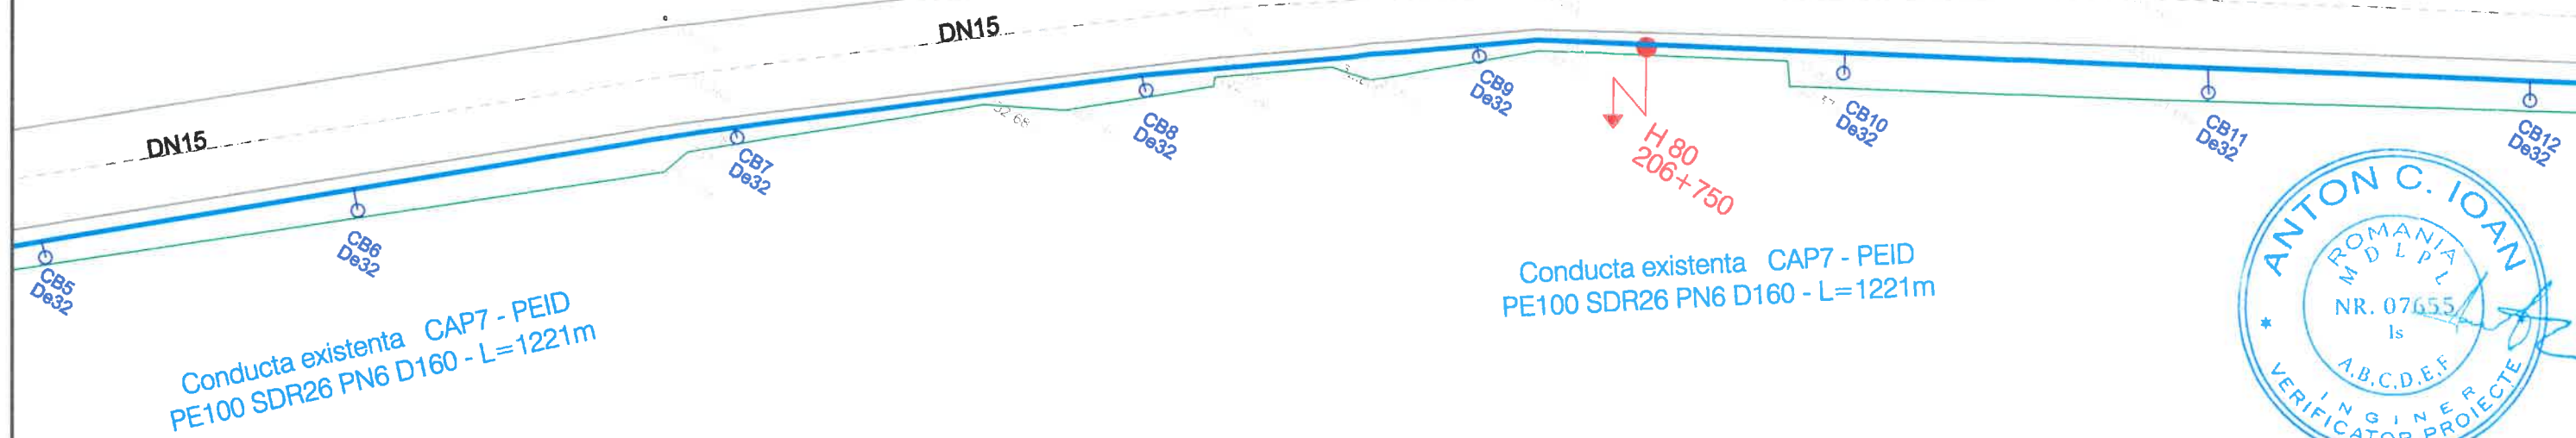 DN15
DN15
CB5
De32
CB6
De32
CB7
De32
CB8
De32
CB9
De32
H 80
206+750
CB10
De32
CB11
De32
CB12
De32
Conducta existenta CAP7 - PEID
PE100 SDR26 PN6 D160 - L=1221m
Conducta existenta CAP7 - PEID
PE100 SDR26 PN6 D160 - L=1221m
ANTON C. IOAN
ROMANIA
M D L P L
NR. 07655
Is
A,B,C,D,E,F
INGINER
VERIFICATOR PROIECTE